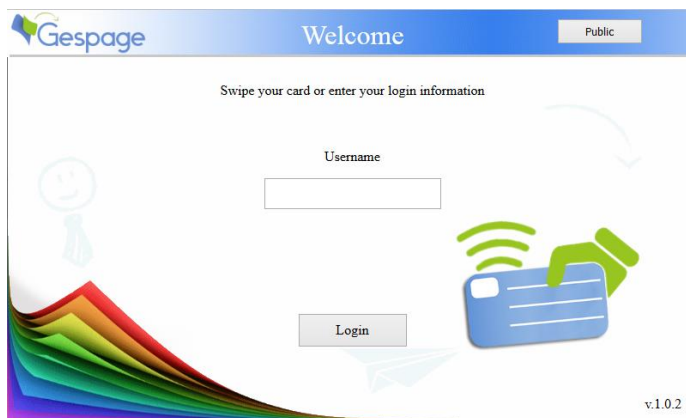 Gespage
Welcome
Public
Swipe your card or enter your login information
Username
Login
v.1.0.2